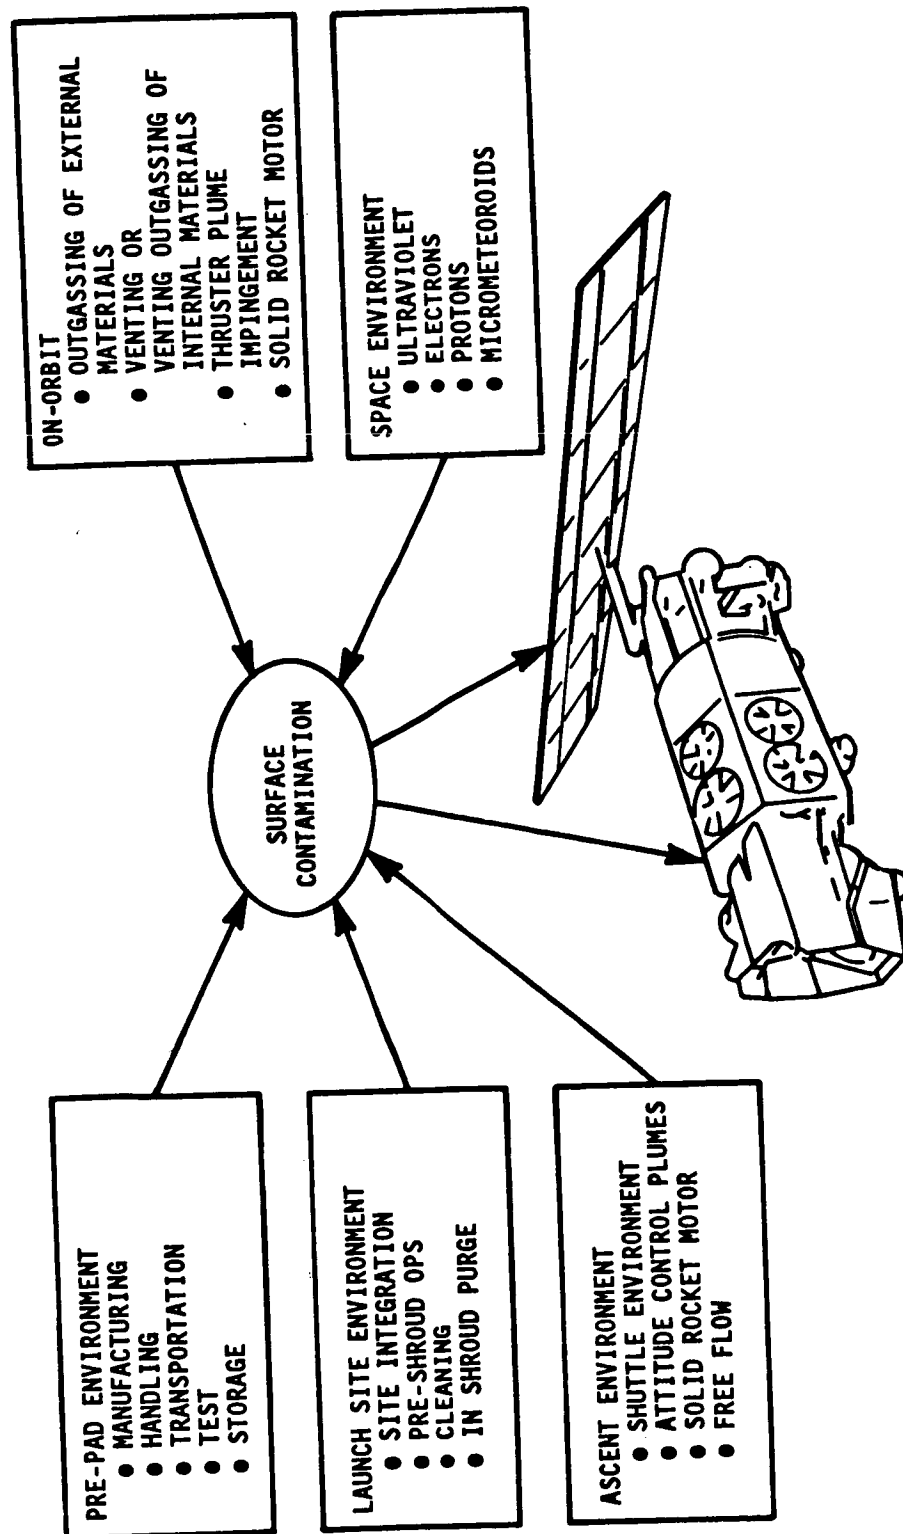 PRE-PAD ENVIRONMENT
● MANUFACTURING
● HANDLING
● TRANSPORTATION
● TEST
● STORAGE
LAUNCH SITE ENVIRONMENT
● SITE INTEGRATION
● PRE-SHROUD OPS
● CLEANING
● IN SHROUD PURGE
ASCENT ENVIRONMENT
● SHUTTLE ENVIRONMENT
● ATTITUDE CONTROL PLUMES
● SOLID ROCKET MOTOR
● FREE FLOW
SURFACE
CONTAMINATION
ON-ORBIT
● OUTGASSING OF EXTERNAL
MATERIALS
● VENTING OR
VENTING OUTGASSING OF
INTERNAL MATERIALS
● THRUSTER PLUME
IMPINGEMENT
● SOLID ROCKET MOTOR
SPACE ENVIRONMENT
● ULTRAVIOLET
● ELECTRONS
● PROTONS
● MICROMETEOROIDS